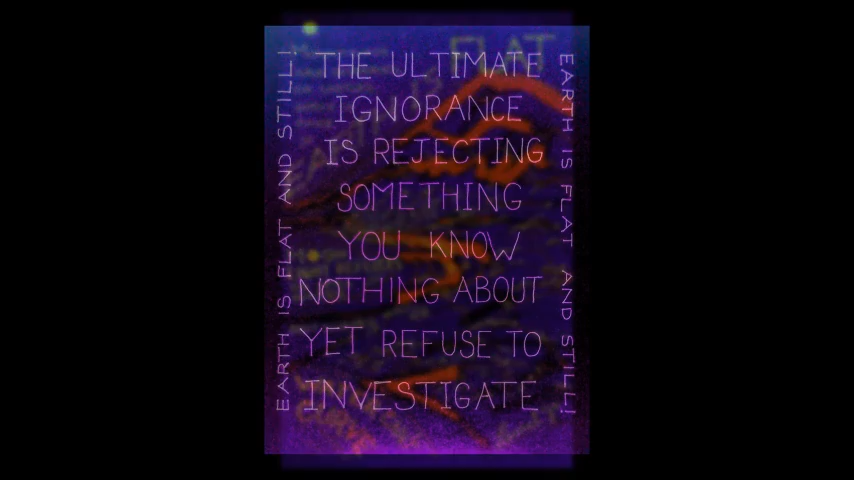 THE ULTIMATE
IGNORANCE
IS REJECTING
SOMETHING
YOU KNOW
NOTHING ABOUT
YET REFUSE TO
INVESTIGATE
EARTH IS FLAT AND STILL!
EARTH IS FLAT AND STILL!
FLAT